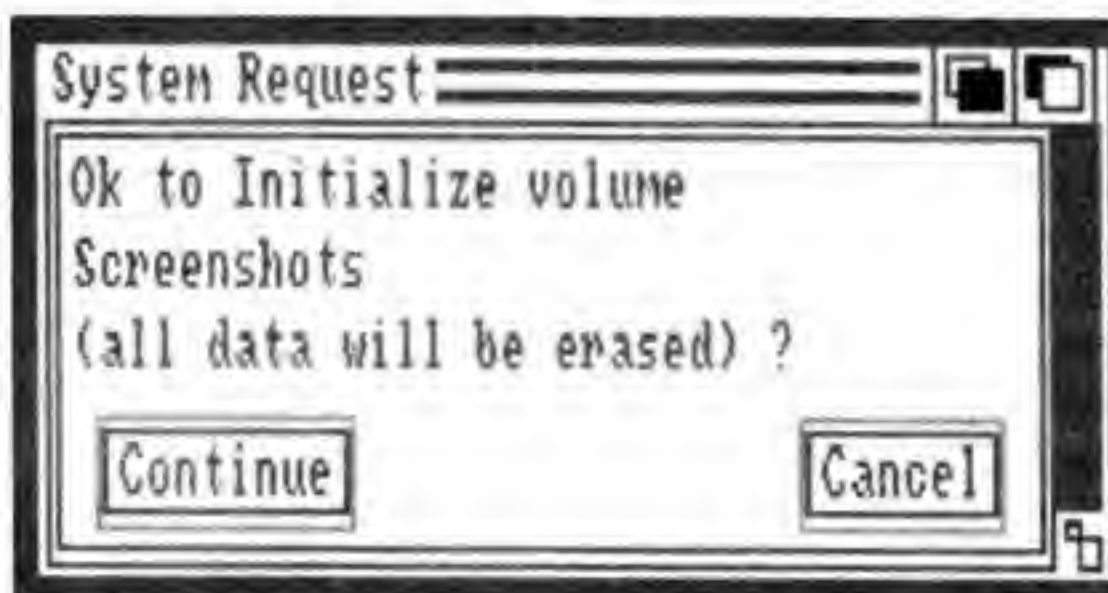 System Request
Ok to Initialize volume
Screenshots
(all data will be erased) ?
Continue
Cancel